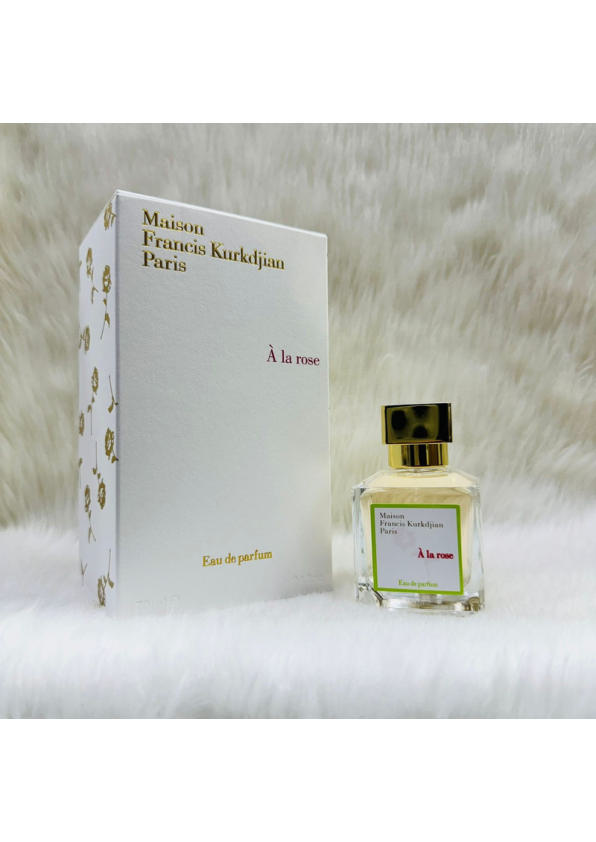 Maison
Francis Kurkdjian
Paris
À la rose
Eau de parfum
Maison
Francis Kurkdjian
Paris
À la rose
Eau de parfum